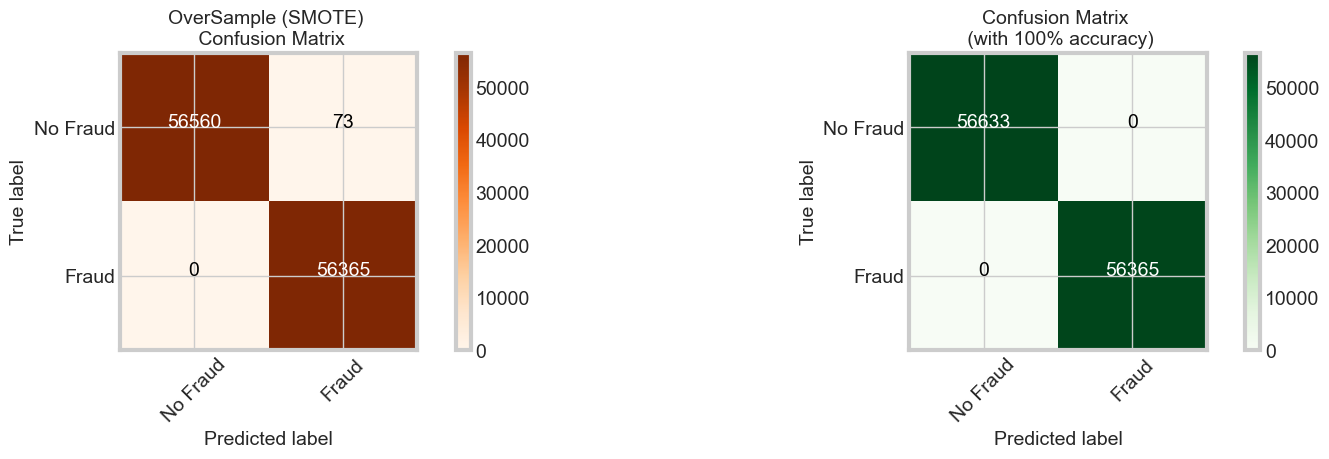 OverSample (SMOTE)
Confusion Matrix
No Fraud
56560
73
Fraud
0
56365
True label
No Fraud
Fraud
Predicted label
50000
40000
30000
20000
10000
0
Confusion Matrix
(with 100% accuracy)
No Fraud
56633
0
Fraud
0
56365
True label
No Fraud
Fraud
Predicted label
50000
40000
30000
20000
10000
0